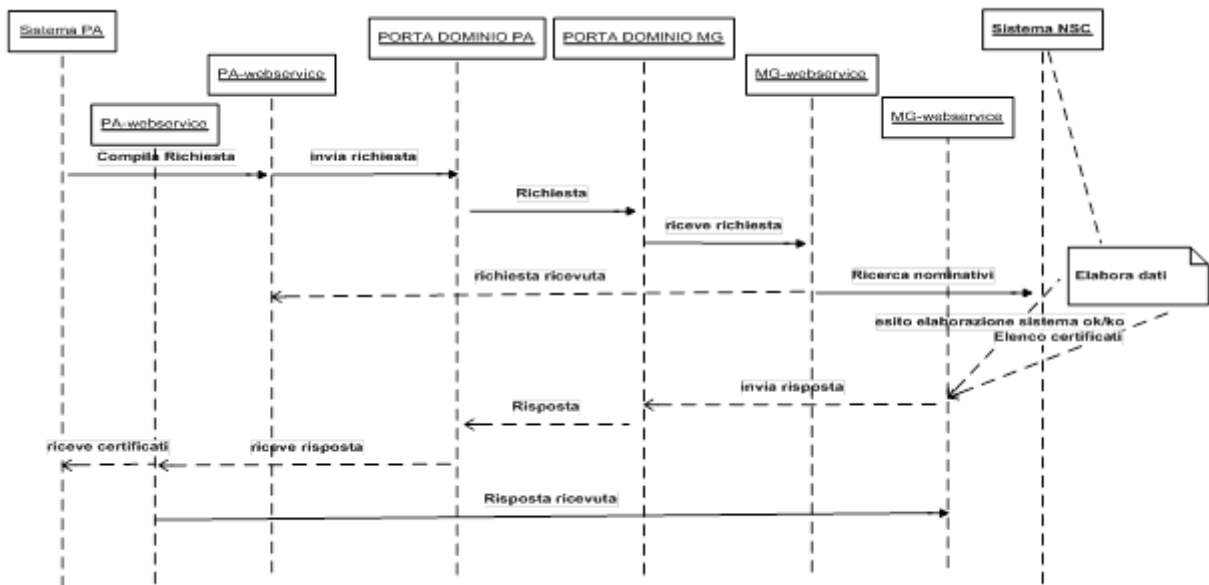 Sistema PA
PORTA DOMINIO PA
PORTA DOMINIO MG
Sistema NSC
PA-webservice
MG-webservice
PA-webservice
MG-webservice
Compila Richiesta
invia richiesta
Richiesta
riceve richiesta
richiesta ricevuta
Ricerca nominativi
Elabora dati
esito elaborazione sistema ok/ko
Elenco certificati
invia risposta
Risposta
riceve certificati
riceve risposta
Risposta ricevuta